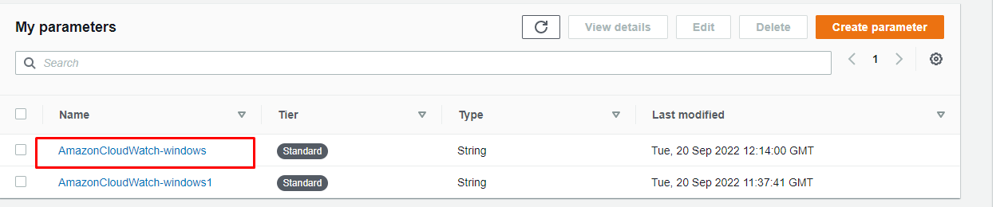 My parameters
View details
Edit
Delete
Create parameter
Search
1
Name
Tier
Type
Last modified
AmazonCloudWatch-windows
Standard
String
Tue, 20 Sep 2022 12:14:00 GMT
AmazonCloudWatch-windows1
Standard
String
Tue, 20 Sep 2022 11:37:41 GMT